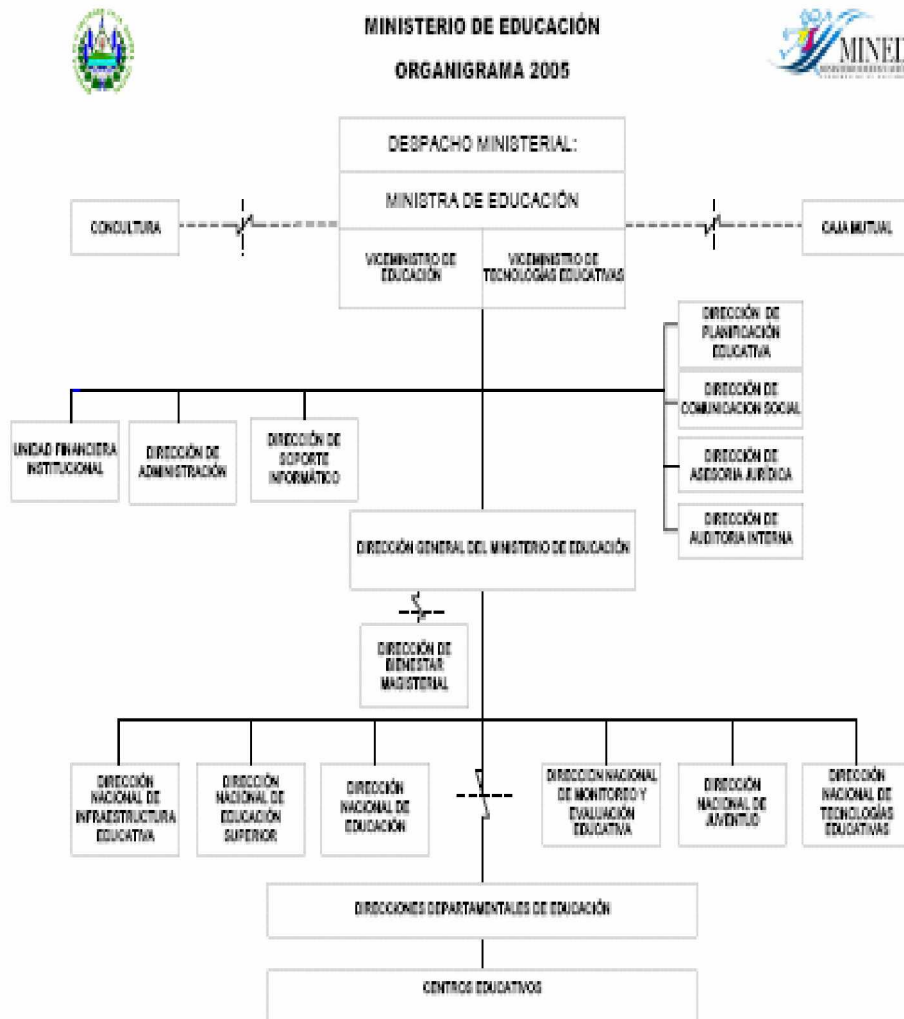 MINISTERIO DE EDUCACIÓN
ORGANIGRAMA 2005
MINED
DESPACHO MINISTERIAL:
MINISTRA DE EDUCACIÓN
CONCULTURA
CAJA MUTUAL
VICEMINISTRO DE
EDUCACIÓN
VICEMINISTRO DE
TECNOLOGÍAS EDUCATIVAS
DIRECCIÓN DE
PLANIFICACIÓN
EDUCATIVA
DIRECCIÓN DE
COMUNICACION SOCIAL
DIRECCIÓN DE
ASESORIA JURÍDICA
DIRECCIÓN DE
AUDITORIA INTERNA
UNIDAD FINANCIERA
INSTITUCIONAL
DIRECCIÓN DE
ADMINISTRACIÓN
DIRECCIÓN DE
SOPORTE
INFORMÁTICO
DIRECCIÓN GENERAL DEL MINISTERIO DE EDUCACIÓN
DIRECCIÓN DE
BIENESTAR
MAGISTERIAL
DIRECCIÓN
NACIONAL DE
INFRAESTRUCTURA
EDUCATIVA
DIRECCIÓN
NACIONAL DE
EDUCACIÓN
SUPERIOR
DIRECCIÓN
NACIONAL DE
EDUCACIÓN
DIRECCION NACIONAL
DE MONITOREO Y
EVALUACIÓN
EDUCATIVA
DIRECCIÓN
NACIONAL DE
JUVENTUD
DIRECCIÓN
NACIONAL DE
TECNOLOGÍAS
EDUCATIVAS
DIRECCIONES DEPARTAMENTALES DE EDUCACIÓN
CENTROS EDUCATIVOS